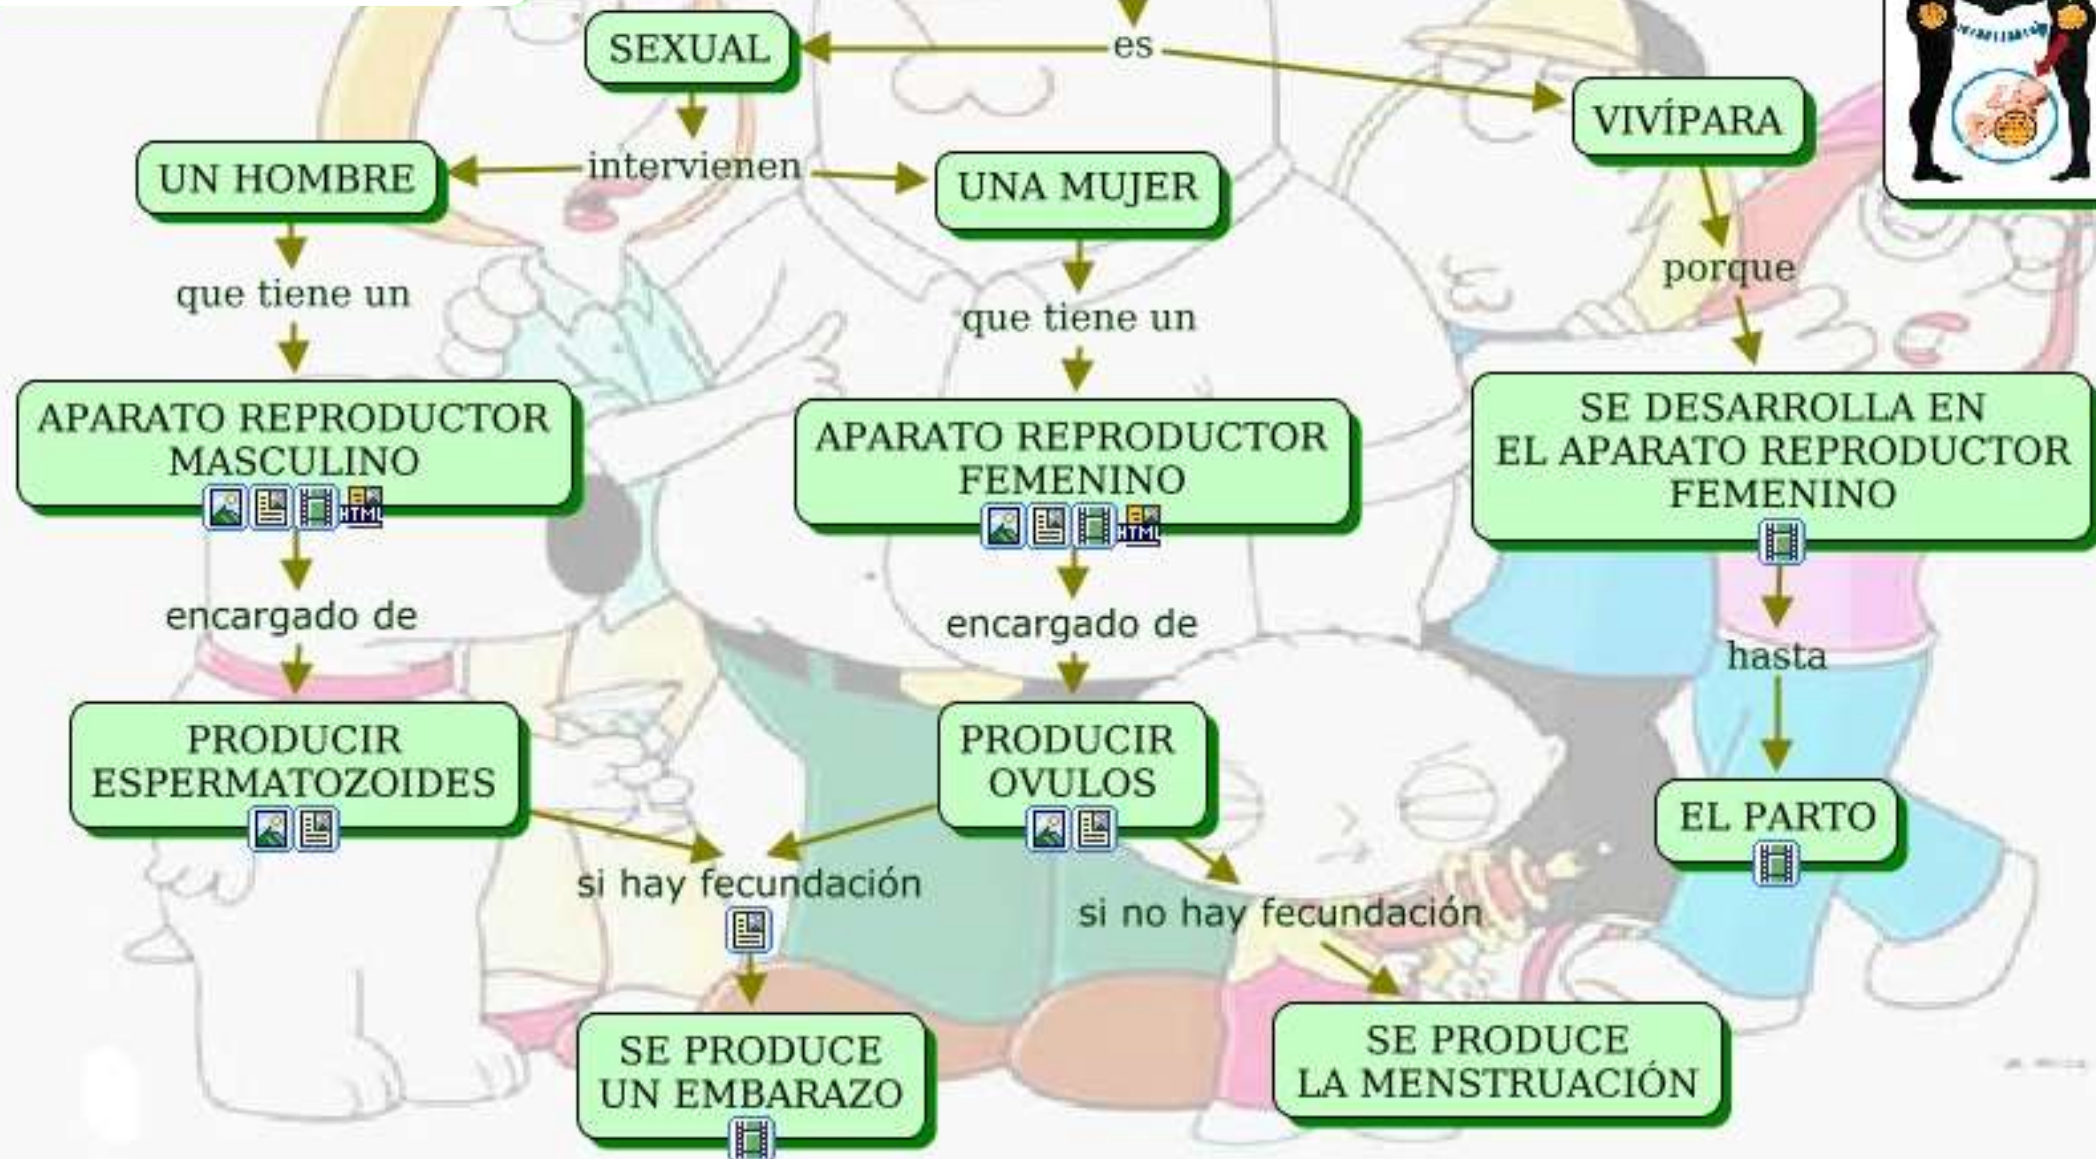 es
SEXUAL
VIVÍPARA
intervienen
UN HOMBRE
UNA MUJER
que tiene un
que tiene un
porque
APARATO REPRODUCTOR
MASCULINO
HTML
APARATO REPRODUCTOR
FEMENINO
HTML
SE DESARROLLA EN
EL APARATO REPRODUCTOR
FEMENINO
encargado de
encargado de
hasta
PRODUCIR
ESPERMATOZOIDES
PRODUCIR
OVULOS
EL PARTO
si hay fecundación
si no hay fecundación
SE PRODUCE
UN EMBARAZO
SE PRODUCE
LA MENSTRUACIÓN